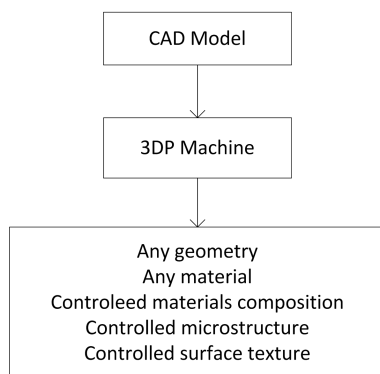 CAD Model
3DP Machine
Any geometry
Any material
Controleed materials composition
Controlled microstructure
Controlled surface texture